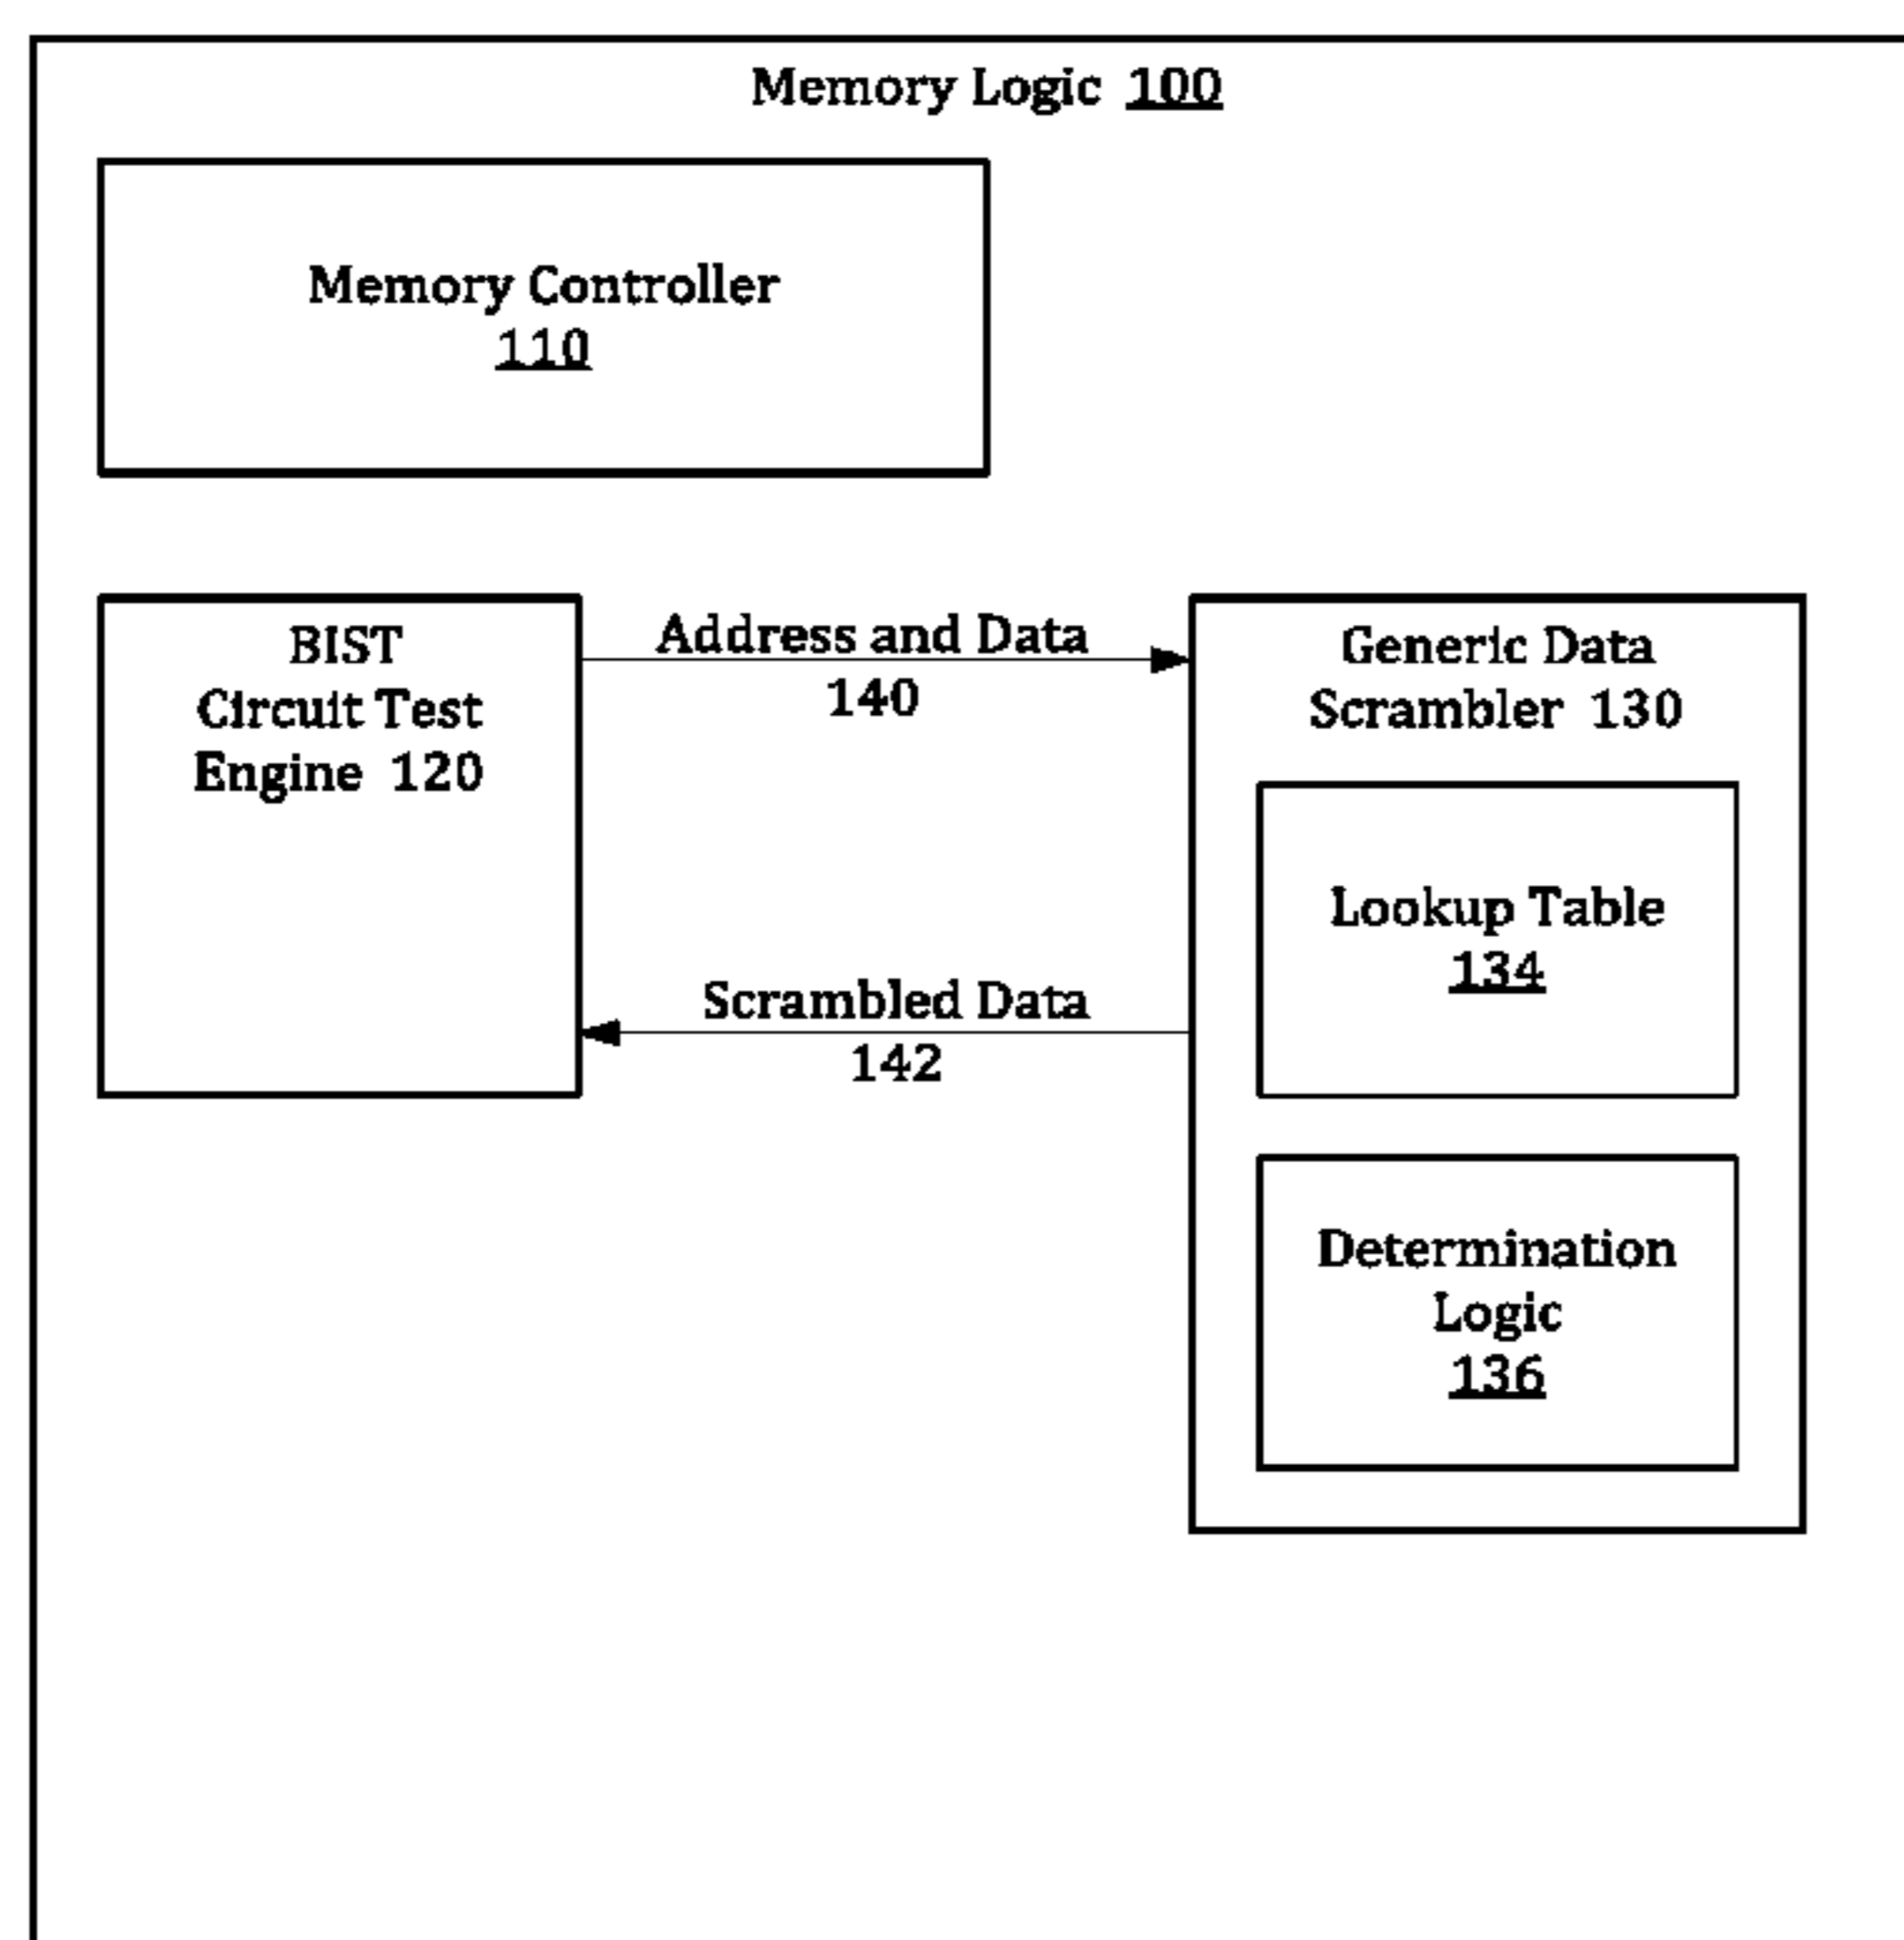 Memory Logic 100
Memory Controller
110
BIST
Circuit Test
Engine 120
Address and Data
140
Scrambled Data
142
Generic Data
Scrambler 130
Lookup Table
134
Determination
Logic
136